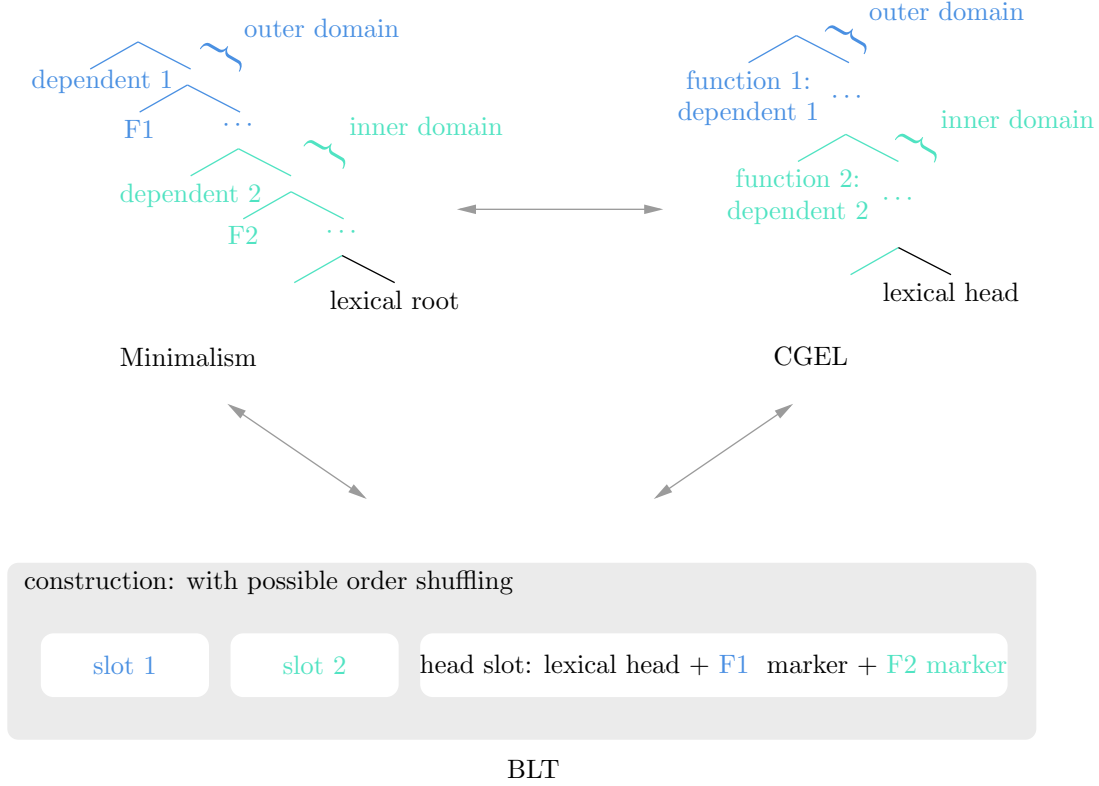 outer domain
dependent 1
F1
...
inner domain
dependent 2
F2
...
lexical root
Minimalism
outer domain
function 1:
dependent 1
...
inner domain
function 2:
dependent 2
...
lexical head
CGEL
construction: with possible order shuffling
slot 1
slot 2
head slot: lexical head + F1 marker + F2 marker
BLT